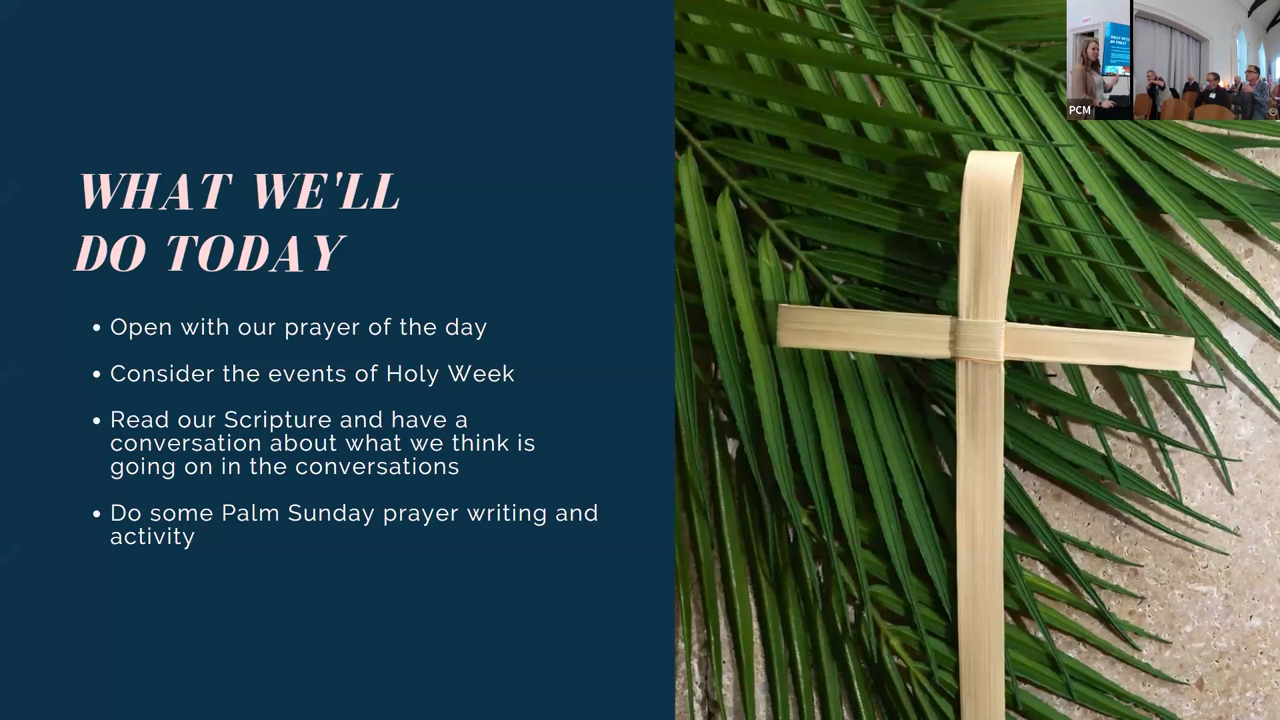 WHAT WE'LL
DO TODAY
• Open with our prayer of the day
• Consider the events of Holy Week
• Read our Scripture and have a
conversation about what we think is
going on in the conversations
• Do some Palm Sunday prayer writing and
activity
PCM